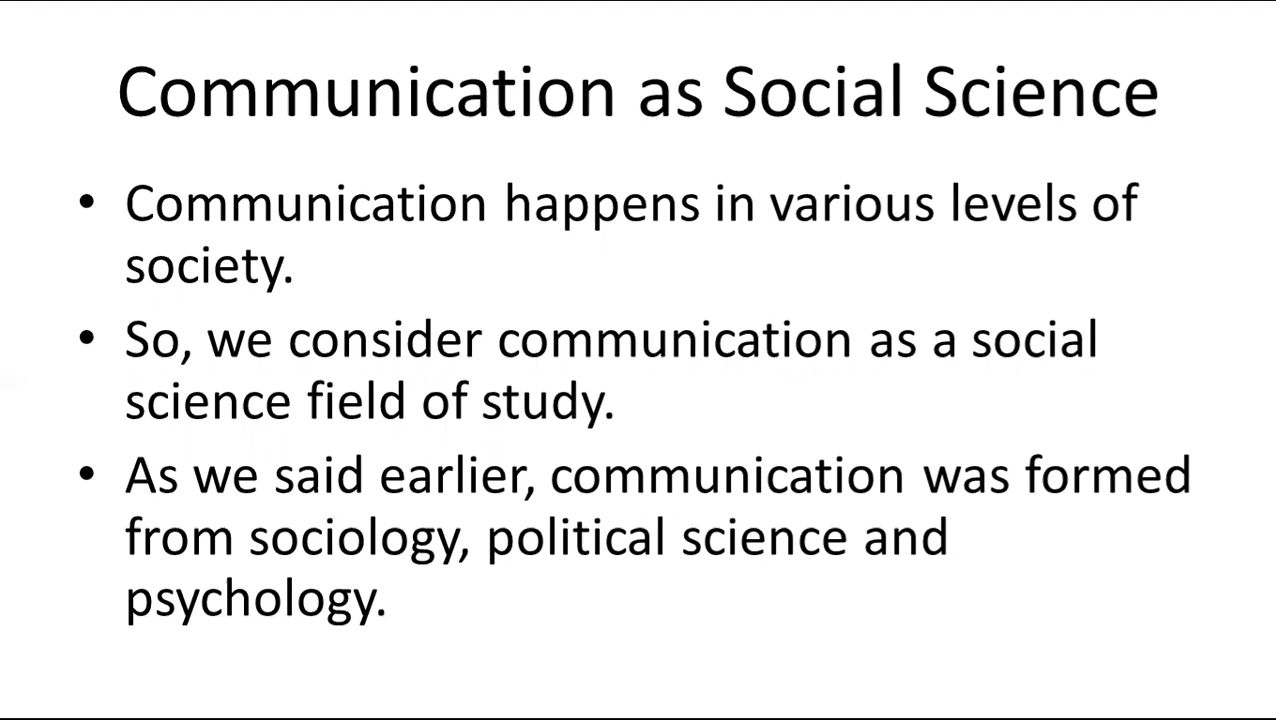 Communication as Social Science
• Communication happens in various levels of
society.
• So, we consider communication as a social
science field of study.
• As we said earlier, communication was formed
from sociology, political science and
psychology.